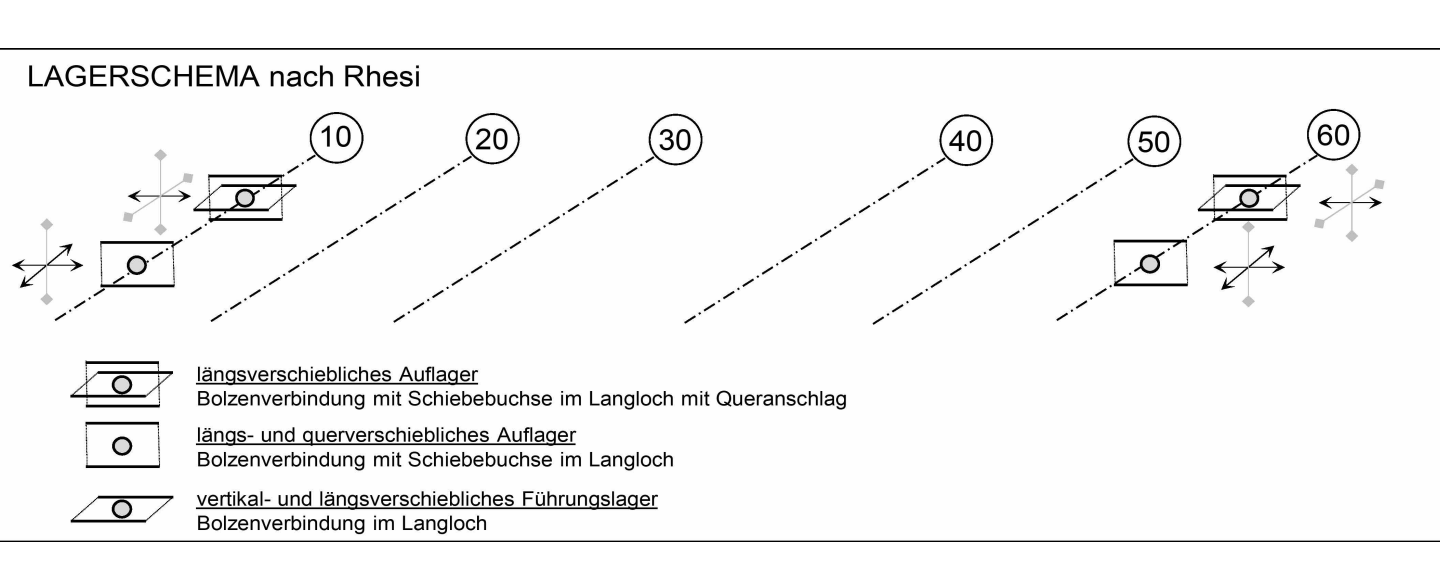 LAGERSCHEMA nach Rhesi
10 20 30 40 50 60
längsverschiebliches Auflager
Bolzenverbindung mit Schiebebuchse im Langloch mit Queranschlag
längs- und querverschiebliches Auflager
Bolzenverbindung mit Schiebebuchse im Langloch
vertikal- und längsverschiebliches Führungslager
Bolzenverbindung im Langloch